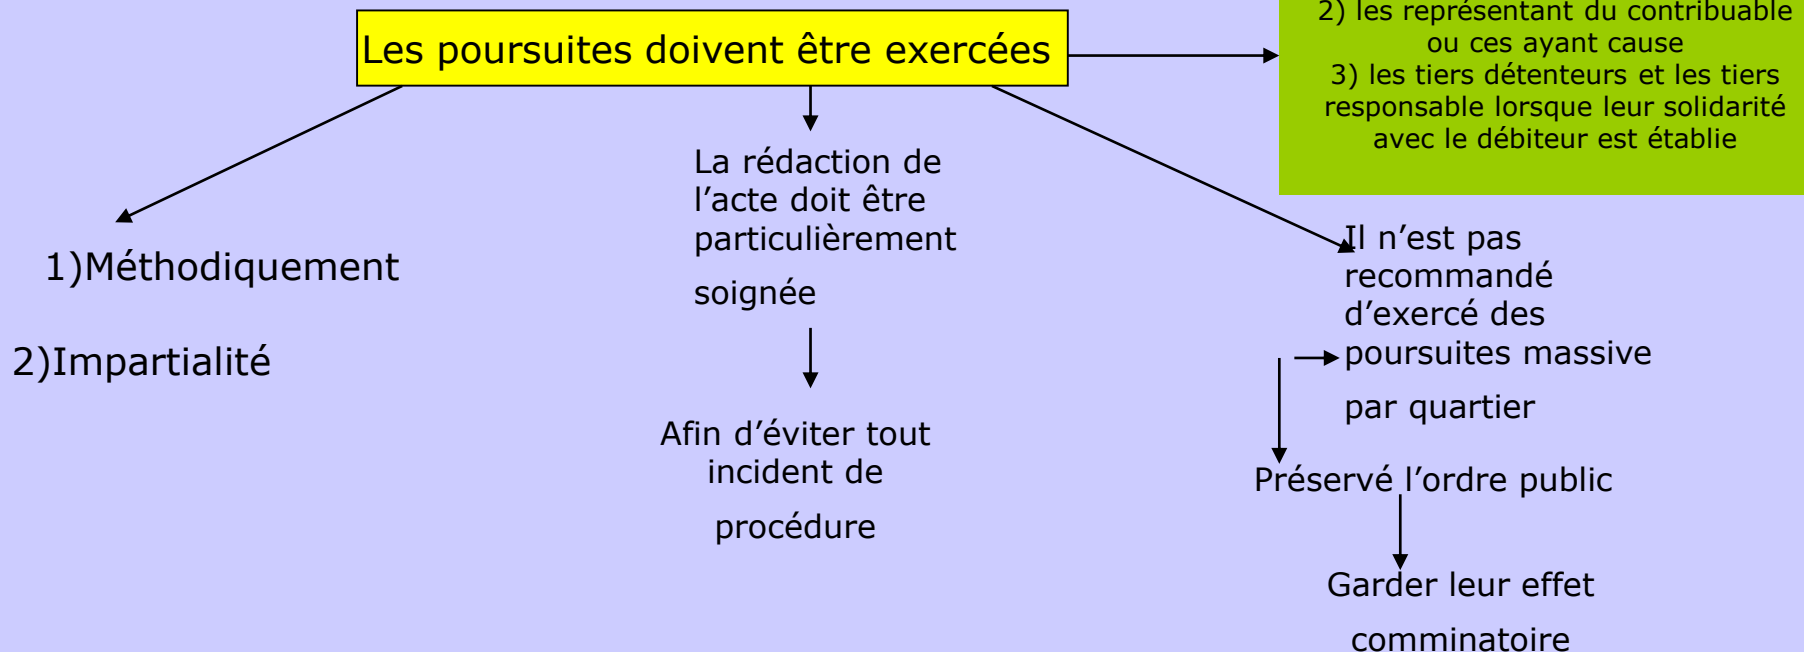 Les poursuites doivent être exercées
2) les représentant du contribuable
ou ces ayant cause
3) les tiers détenteurs et les tiers
responsable lorsque leur solidarité
avec le débiteur est établie
1)Méthodiquement
2)Impartialité
La rédaction de
l’acte doit être
particulièrement
soignée
Afin d’éviter tout
incident de
procédure
Il n’est pas
recommandé
d’exercé des
poursuites massive
par quartier
Préservé l’ordre public
Garder leur effet
comminatoire